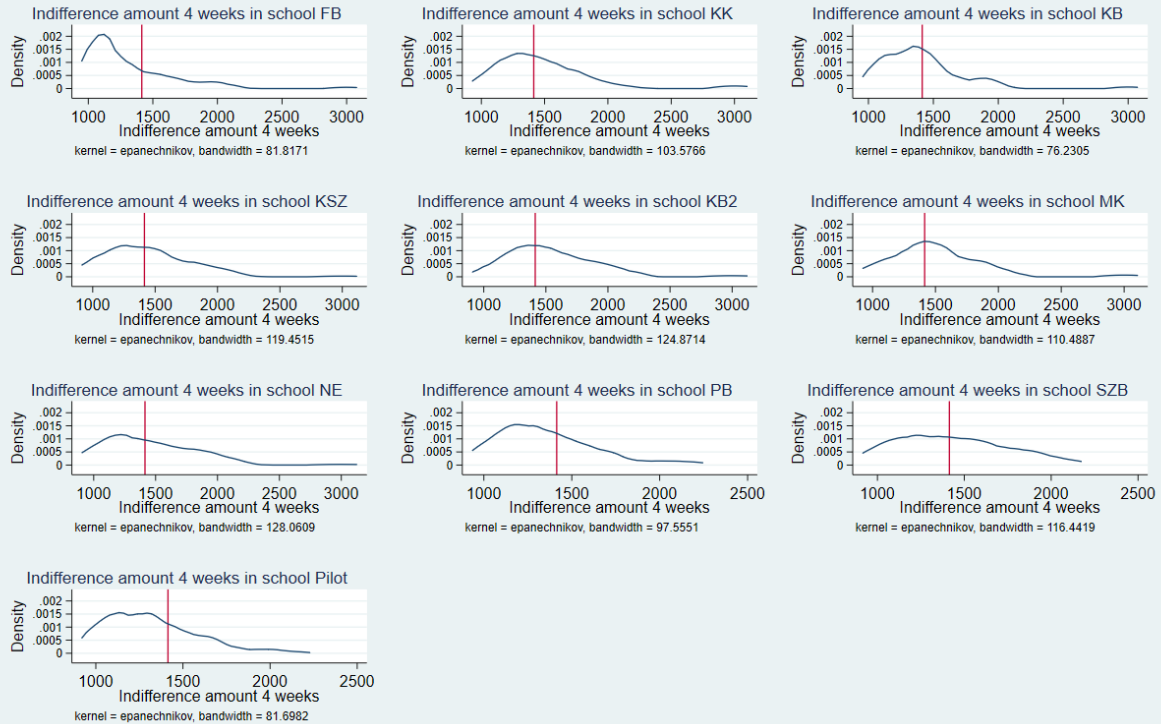 Indifference amount 4 weeks in school FB
Density
.002
.0015
.001
.0005
0
1000 1500 2000 2500 3000
Indifference amount 4 weeks
kernel = epanechnikov, bandwidth = 81.8171
Indifference amount 4 weeks in school KK
Density
.002
.0015
.001
.0005
0
1000 1500 2000 2500 3000
Indifference amount 4 weeks
kernel = epanechnikov, bandwidth = 103.5766
Indifference amount 4 weeks in school KB
Density
.002
.0015
.001
.0005
0
1000 1500 2000 2500 3000
Indifference amount 4 weeks
kernel = epanechnikov, bandwidth = 76.2305
Indifference amount 4 weeks in school KSZ
Density
.002
.0015
.001
.0005
0
1000 1500 2000 2500 3000
Indifference amount 4 weeks
kernel = epanechnikov, bandwidth = 119.4515
Indifference amount 4 weeks in school KB2
Density
.002
.0015
.001
.0005
0
1000 1500 2000 2500 3000
Indifference amount 4 weeks
kernel = epanechnikov, bandwidth = 124.8714
Indifference amount 4 weeks in school MK
Density
.002
.0015
.001
.0005
0
1000 1500 2000 2500 3000
Indifference amount 4 weeks
kernel = epanechnikov, bandwidth = 110.4887
Indifference amount 4 weeks in school NE
Density
.002
.0015
.001
.0005
0
1000 1500 2000 2500 3000
Indifference amount 4 weeks
kernel = epanechnikov, bandwidth = 128.0609
Indifference amount 4 weeks in school PB
Density
.002
.0015
.001
.0005
0
1000 1500 2000 2500
Indifference amount 4 weeks
kernel = epanechnikov, bandwidth = 97.5551
Indifference amount 4 weeks in school SZB
Density
.002
.0015
.001
.0005
0
1000 1500 2000 2500
Indifference amount 4 weeks
kernel = epanechnikov, bandwidth = 116.4419
Indifference amount 4 weeks in school Pilot
Density
.002
.0015
.001
.0005
0
1000 1500 2000 2500
Indifference amount 4 weeks
kernel = epanechnikov, bandwidth = 81.6982